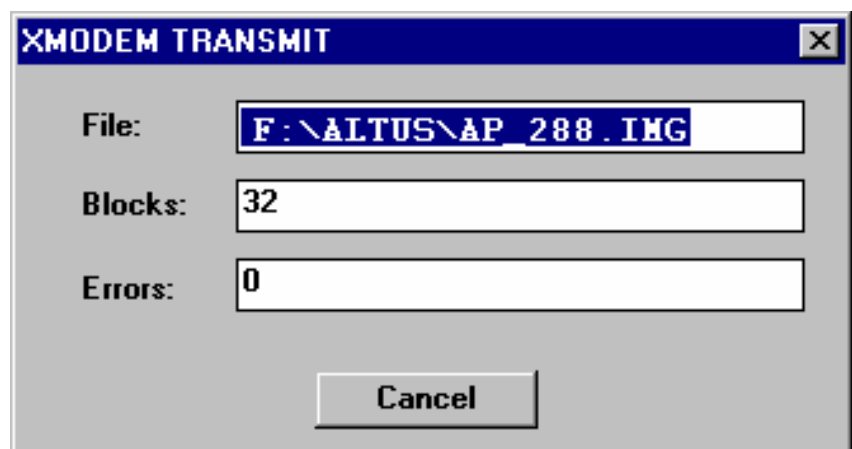 XMODEM TRANSMIT
File: F:\ALTUS\AP_288.IMG
Blocks: 32
Errors: 0
Cancel